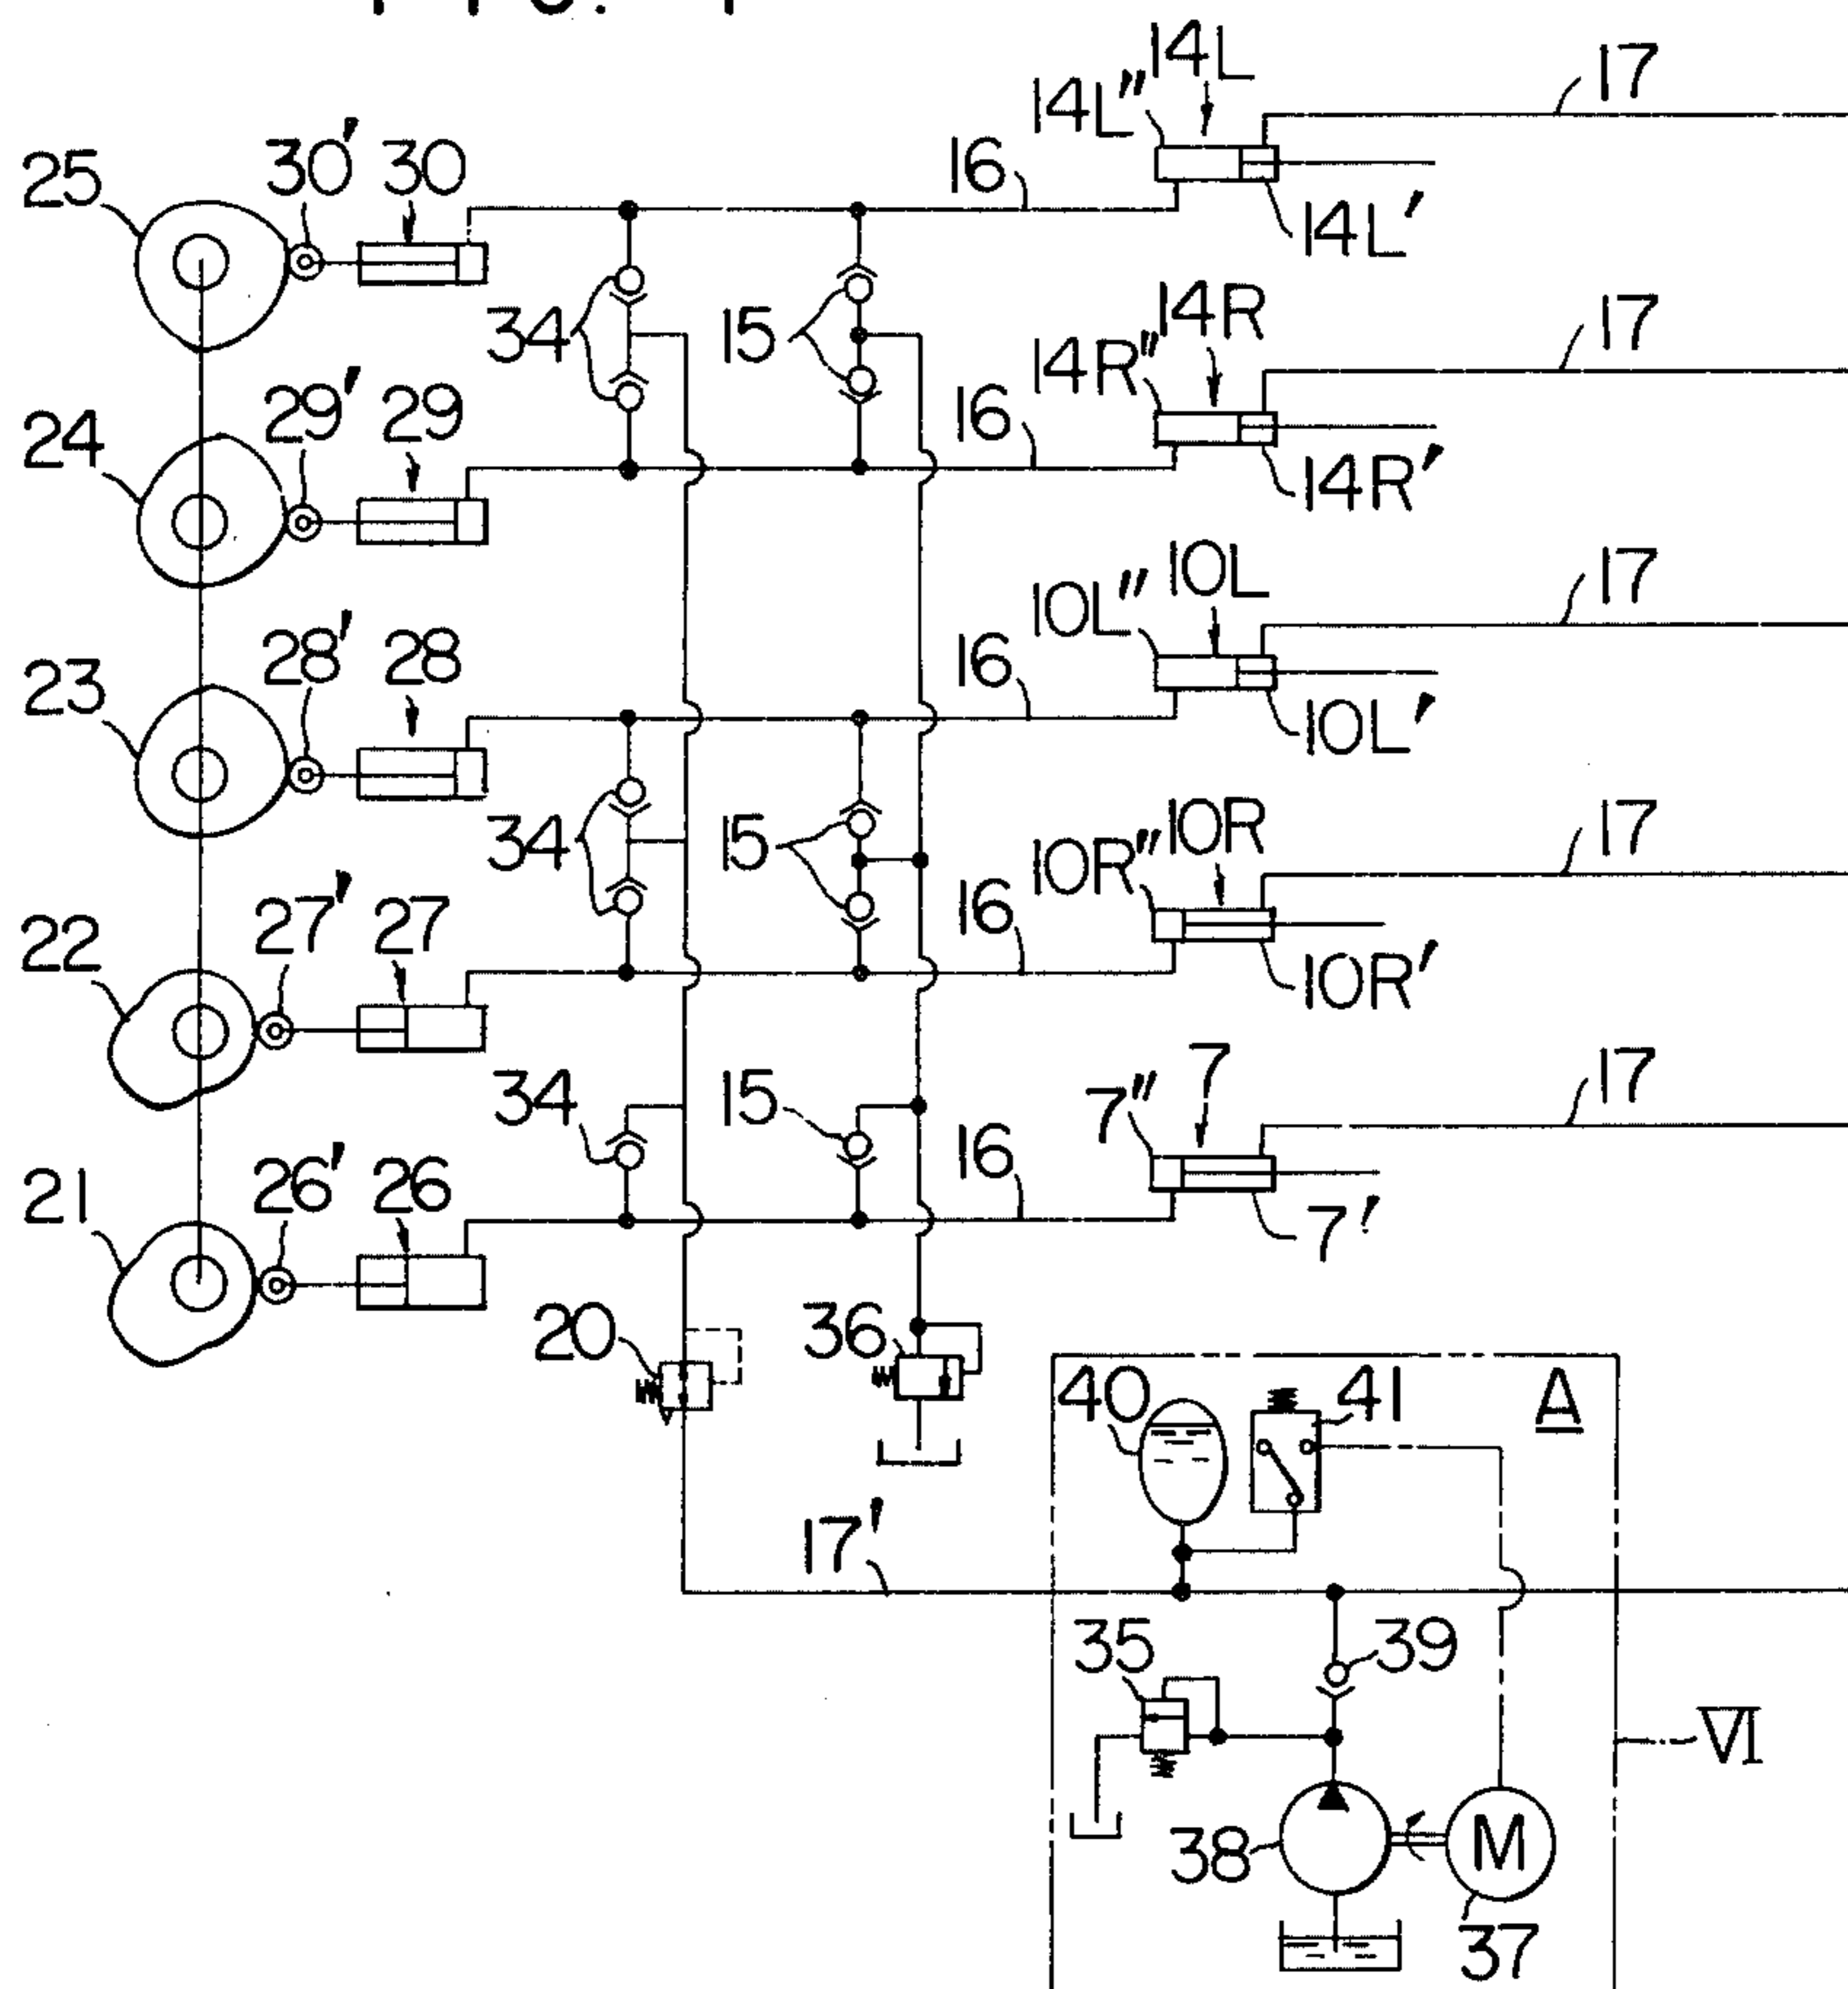 14L
14L" 17
25 30' 30 16
14L'
34 15 14R 17
14R"
24 29' 29 16
14R'
10L 17
10L"
23 28' 28 16
10L'
34 15 10R 17
10R"
22 27' 27 16
10R'
34 15 7" 7 17
21 26' 26 16
7'
20 36 40 41 A
17'
35 39
VI
38 M
37